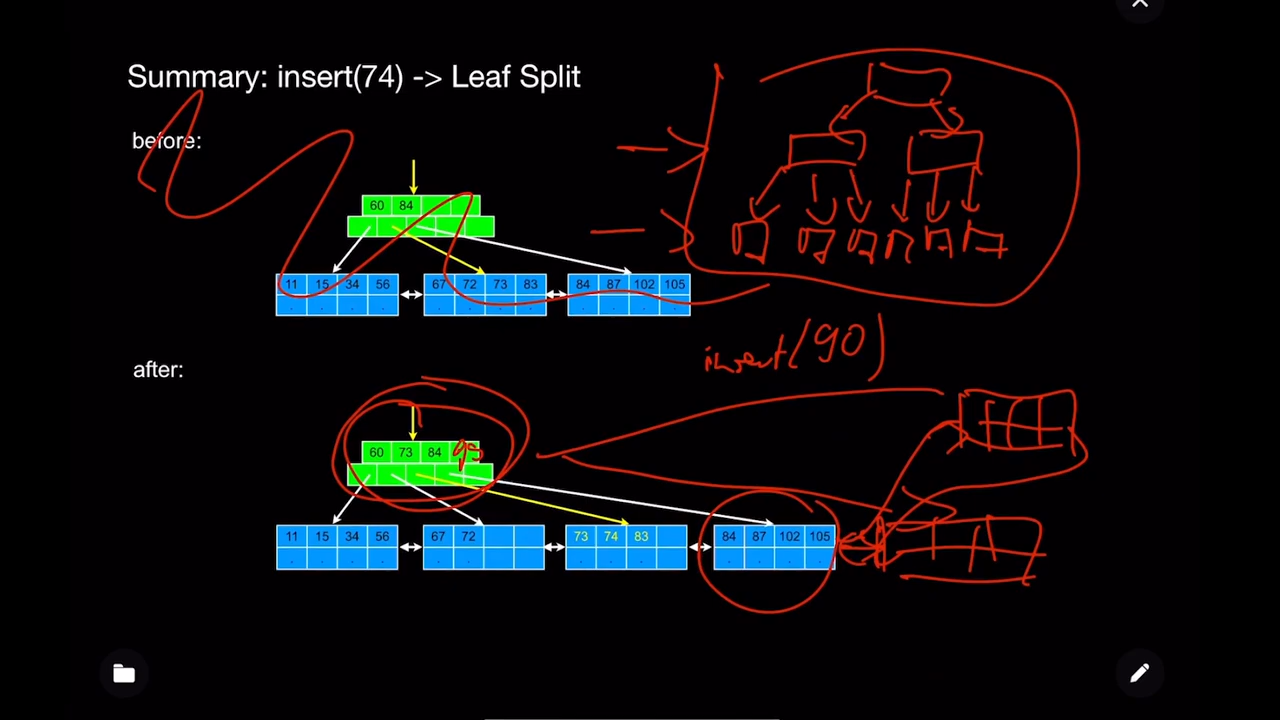 Summary: insert(74) -> Leaf Split
before:
60 84
11 15 34 56 67 72 73 83 84 87 102 105
insert(90)
after:
60 73 84
11 15 34 56 67 72 73 74 83 84 87 102 105